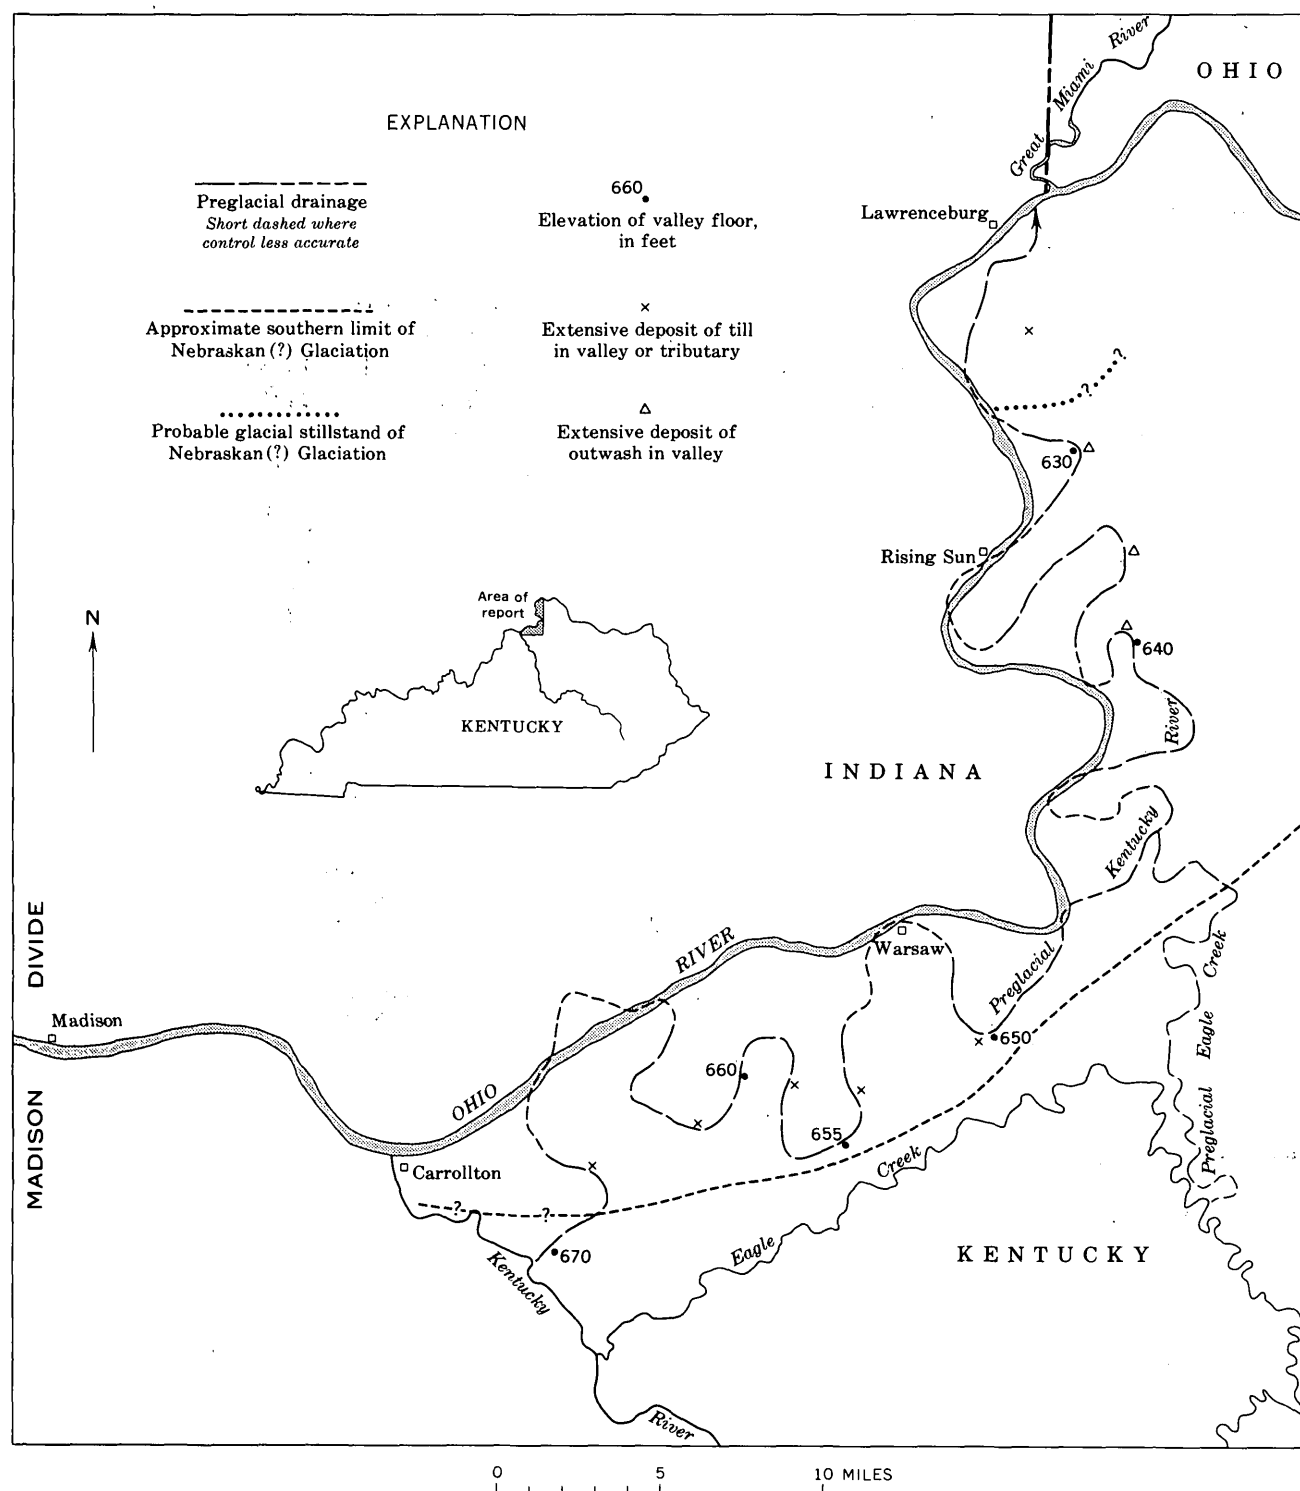 EXPLANATION
Preglacial drainage
Short dashed where
control less accurate
660
Elevation of valley floor,
in feet
Approximate southern limit of
Nebraskan (?) Glaciation
Extensive deposit of till
in valley or tributary
Probable glacial stillstand of
Nebraskan (?) Glaciation
Extensive deposit of
outwash in valley
Great Miami River
OHIO
Lawrenceburg
?
?
630
Rising Sun
Area of
report
N
KENTUCKY
640
INDIANA
Preglacial Kentucky River
OHIO RIVER
Warsaw
650
660
655
Preglacial Eagle Creek
MADISON DIVIDE
Madison
Carrollton
?
?
670
Kentucky River
Eagle Creek
KENTUCKY
0 5 10 MILES